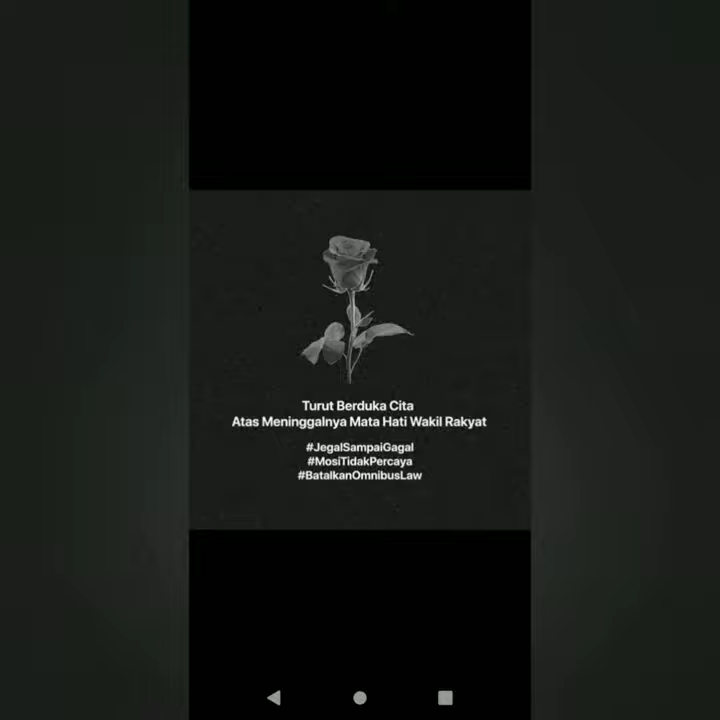 Turut Berduka Cita
Atas Meninggalnya Mata Hati Wakil Rakyat
#JegalSampaiGagal
#MosiTidakPercaya
#BatalkanOmnibusLaw